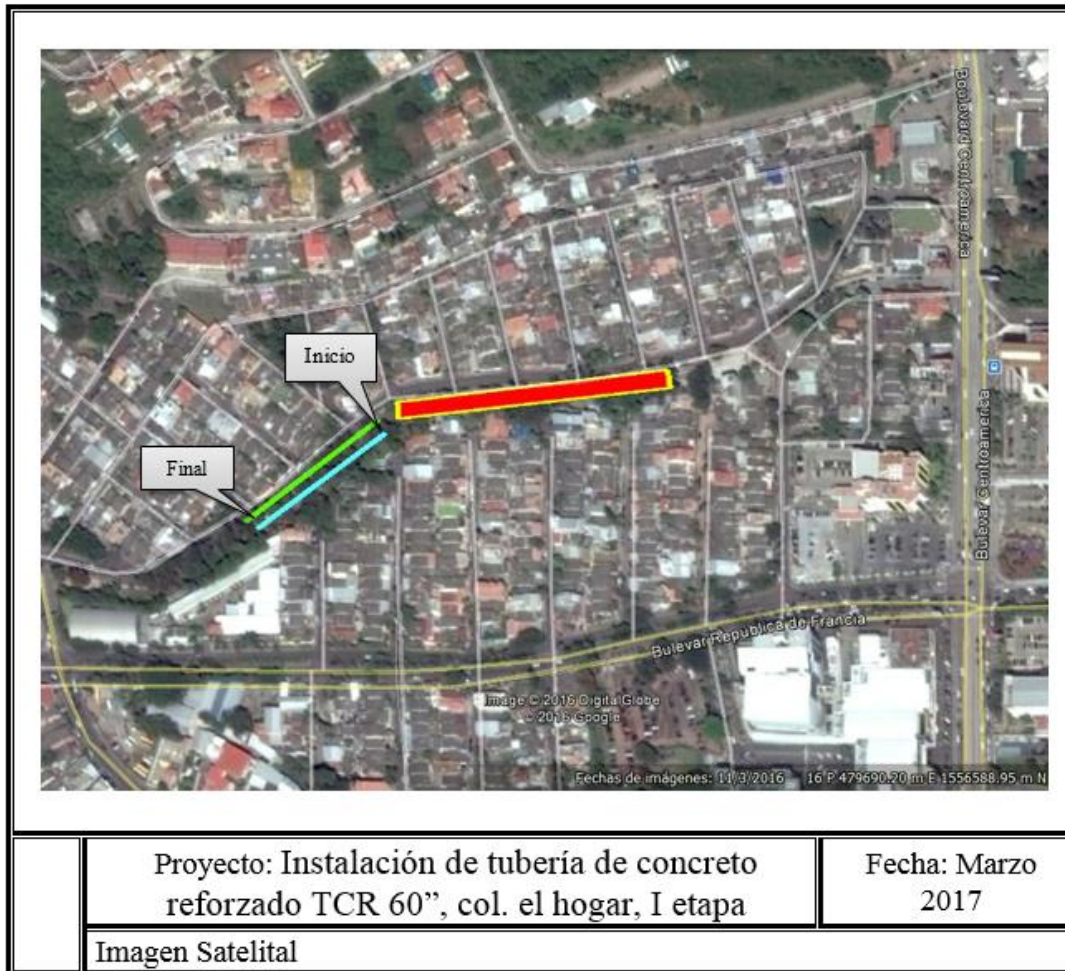 Boulevard Centroamerica
Inicio
Final
Bulevar Centroamerica
Bulevar Republica de Francia
Image © 2016 DigitalGlobe
© 2016 Google
Fechas de imágenes: 11/3/2016 16 P 479690.20 m E 1556588.95 m N
Proyecto: Instalación de tubería de concreto
reforzado TCR 60”, col. el hogar, I etapa
Fecha: Marzo
2017
Imagen Satelital